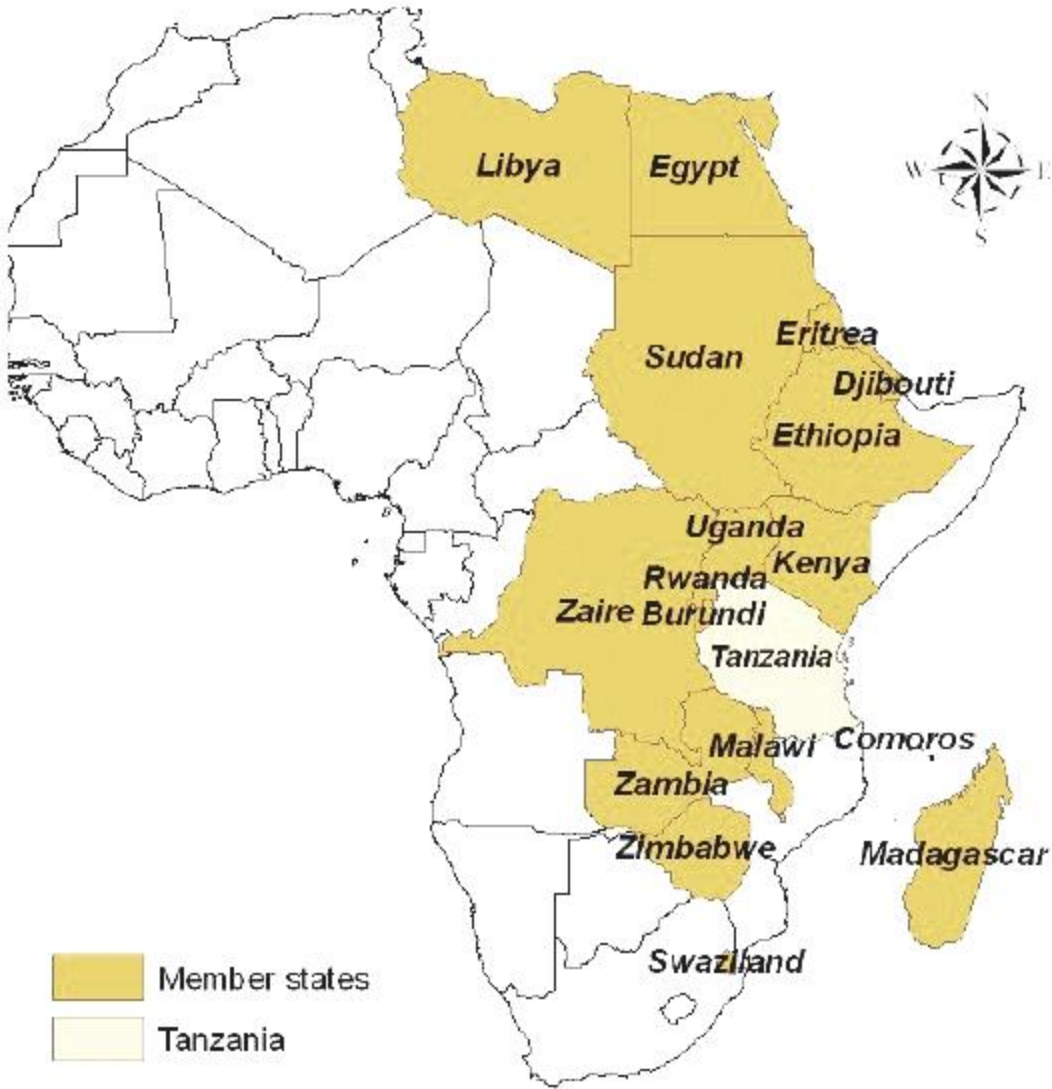 N
W E
S
Libya
Egypt
Sudan
Eritrea
Djibouti
Ethiopia
Uganda
Kenya
Rwanda
Zaire
Burundi
Tanzania
Malawi
Comoros
Zambia
Zimbabwe
Madagascar
Swaziland
Member states
Tanzania